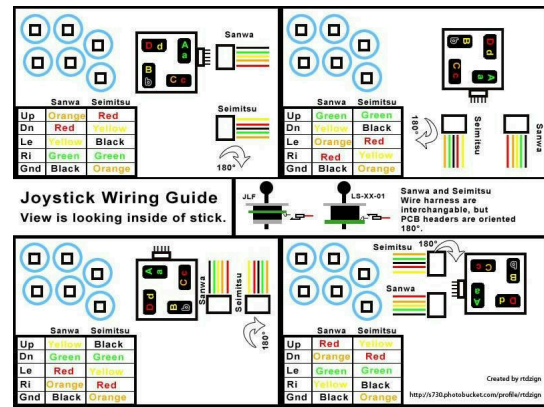 Sanwa
D d
A
a
B
b
C c
Seimitsu
180°
Sanwa Seimitsu
Up Orange Red
Dn Red Yellow
Le Yellow Black
Ri Green Green
Gnd Black Orange
B
b
D
d
C
c
A
a
Sanwa Seimitsu
Up Green Green
Dn Yellow Black
Le Orange Red
Ri Red Yellow
Gnd Black Orange
180°
Seimitsu
Sanwa
Joystick Wiring Guide
View is looking inside of stick.
JLF
LS-XX-01
Sanwa and Seimitsu
Wire harness are
interchangable, but
PCB headers are oriented
180°.
A
a
C
c
D
d
B
b
Sanwa
Seimitsu
180°
Sanwa Seimitsu
Up Yellow Black
Dn Green Green
Le Red Yellow
Ri Orange Red
Gnd Black Orange
Seimitsu
180°
Sanwa
C c
B
b
A
a
D d
Sanwa Seimitsu
Up Red Yellow
Dn Orange Red
Le Green Green
Ri Yellow Black
Gnd Black Orange
Created by rtdzign
http://s730.photobucket.com/profile/rtdzign